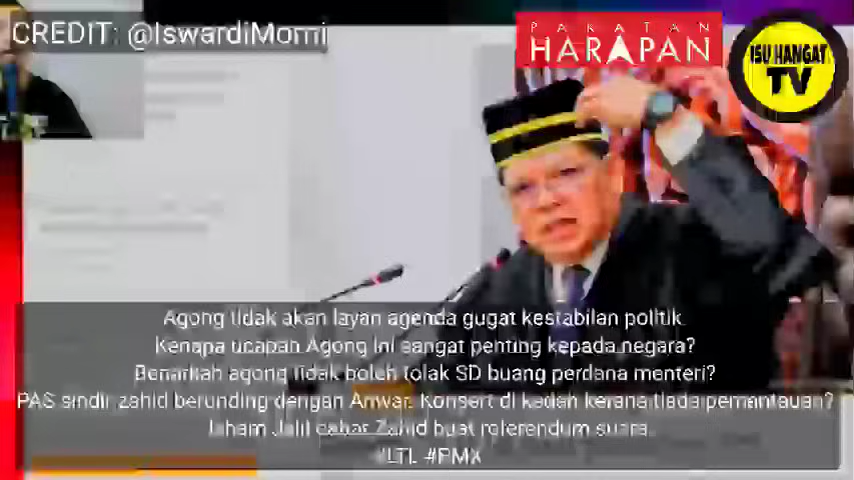 CREDIT: @IswardiMorni
PAKATAN
HARAPAN
ISU HANGAT
TV
Agong tidak akan layan agenda gugat kestabilan politik.
Kenapa ucapan Agong ini sangat penting kepada negara?
Benarkah agong tidak boleh tolak SD buang perdana menteri?
PAS sindir zahid berunding dengan Anwar. Konsert di kedah kerana tiada pemantauan?
Isham Jalil cabar Zahid buat referendum suara.
#LTL #PMX